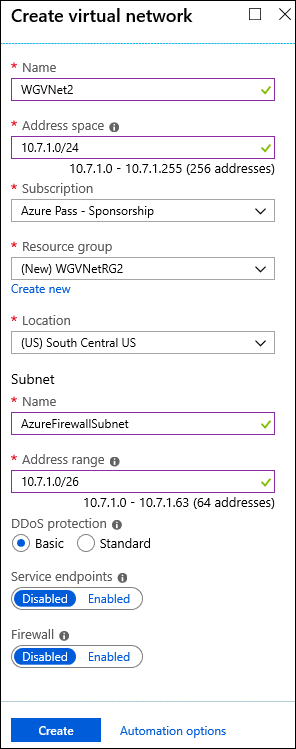 Create virtual network
* Name
WGVNet2
* Address space
10.7.1.0/24
10.7.1.0 - 10.7.1.255 (256 addresses)
* Subscription
Azure Pass - Sponsorship
* Resource group
(New) WGVNetRG2
Create new
* Location
(US) South Central US
Subnet
* Name
AzureFirewallSubnet
* Address range
10.7.1.0/26
10.7.1.0 - 10.7.1.63 (64 addresses)
DDoS protection
Basic Standard
Service endpoints
Disabled Enabled
Firewall
Disabled Enabled
Create Automation options